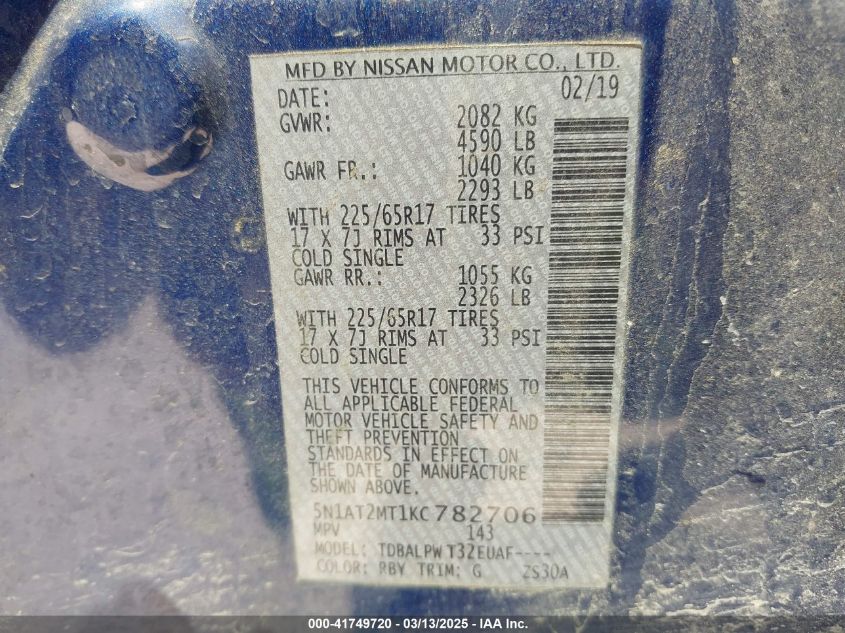 MFD BY NISSAN MOTOR CO., LTD.
DATE: 02/19
GVWR: 2082 KG
4590 LB
GAWR FR.: 1040 KG
2293 LB
WITH 225/65R17 TIRES
17 X 7J RIMS AT 33 PSI
COLD SINGLE
GAWR RR.: 1055 KG
2326 LB
WITH 225/65R17 TIRES
17 X 7J RIMS AT 33 PSI
COLD SINGLE
THIS VEHICLE CONFORMS TO
ALL APPLICABLE FEDERAL
MOTOR VEHICLE SAFETY AND
THEFT PREVENTION
STANDARDS IN EFFECT ON
THE DATE OF MANUFACTURE
SHOWN ABOVE.
5N1AT2MT1KC782706
MPV 143
MODEL: TDBALPW T32EUAF----
COLOR: RBY TRIM: G ZS30A
000-41749720 — 03/13/2025 — IAA Inc.